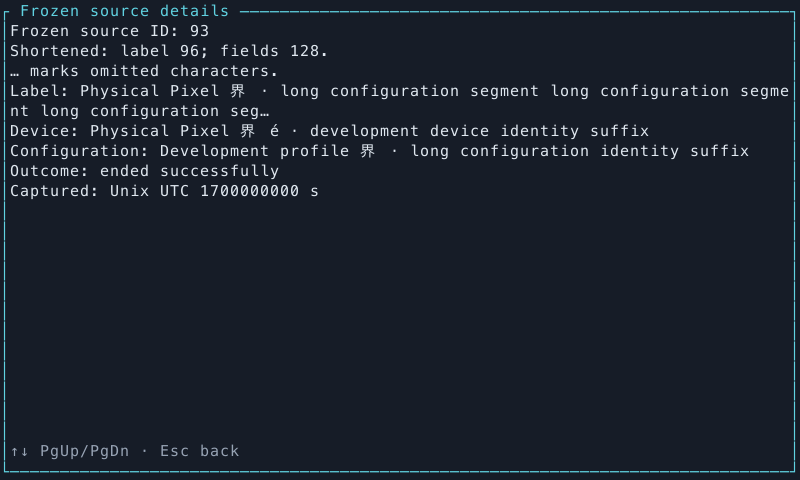 Frozen source details
Frozen source ID: 93
Shortened: label 96; fields 128.
… marks omitted characters.
Label: Physical Pixel 界 · long configuration segment long configuration segme
nt long configuration seg…
Device: Physical Pixel 界 é · development device identity suffix
Configuration: Development profile 界 · long configuration identity suffix
Outcome: ended successfully
Captured: Unix UTC 1700000000 s
↑↓ PgUp/PgDn · Esc back